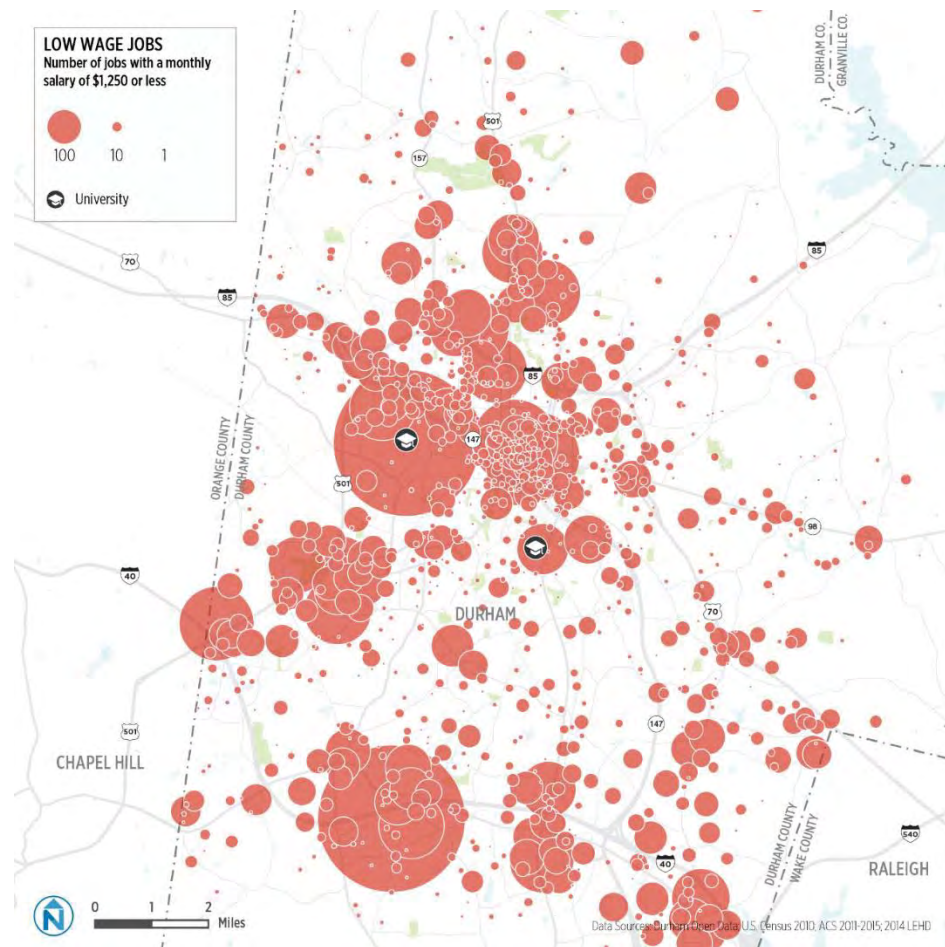 LOW WAGE JOBS
Number of jobs with a monthly
salary of $1,250 or less
100 10 1
University
DURHAM CO.
GRANVILLE CO.
501
157
70
85
85
85
147
501
ORANGE COUNTY
DURHAM COUNTY
98
40
DURHAM
70
501
147
CHAPEL HILL
540
DURHAM COUNTY
WAKE COUNTY
40
RALEIGH
N
0 1 2
Miles
Data Sources: Durham Open Data; U.S. Census 2010; ACS 2011-2015; 2014 LEHD